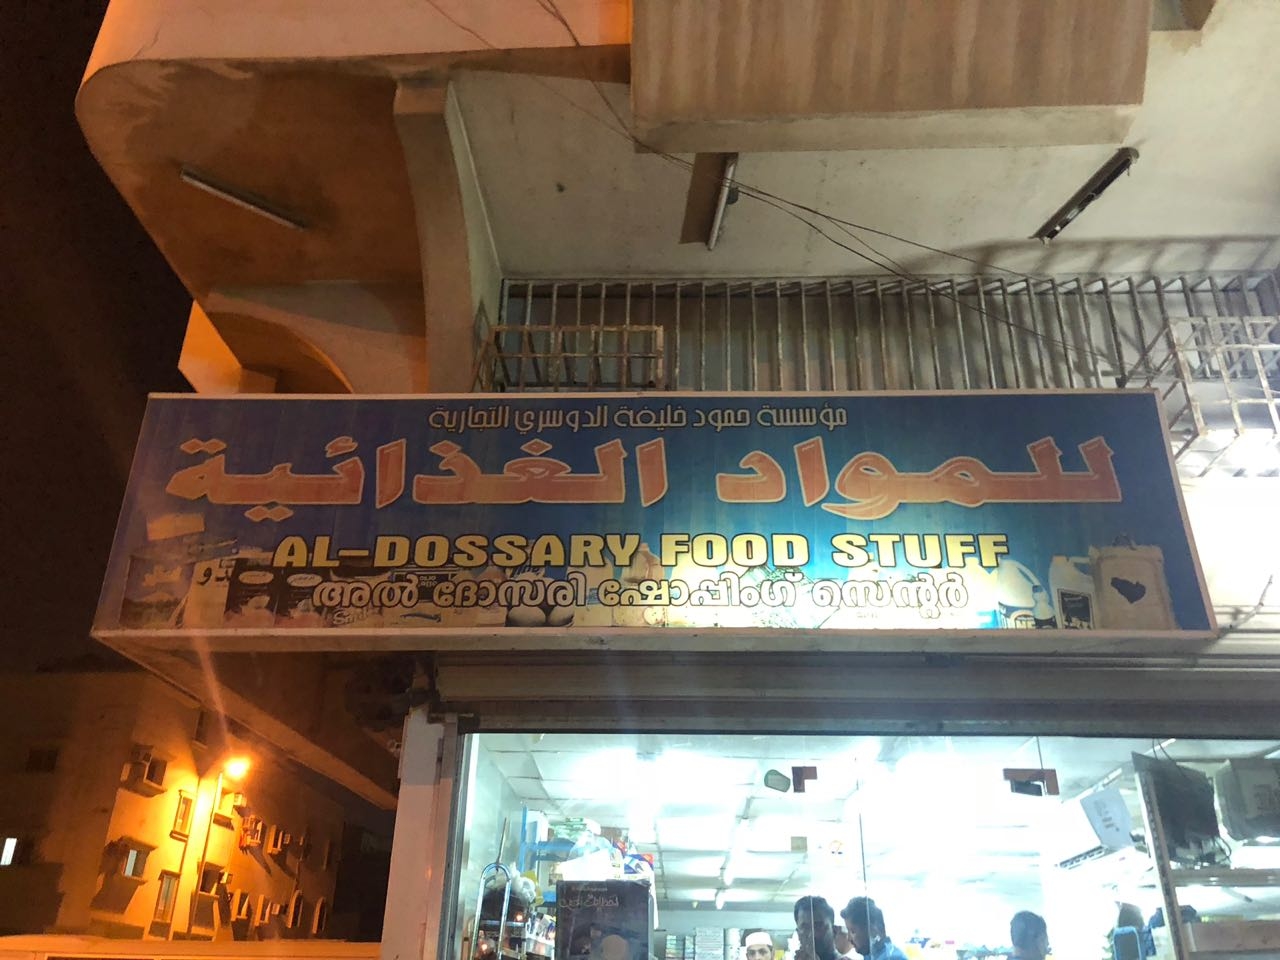 مؤسسة حمود خليفة الدوسري التجارية
للمواد الغذائية
AL-DOSSARY FOOD STUFF
അൽ ദോസരി ഷോപ്പിംഗ് സെന്റർ